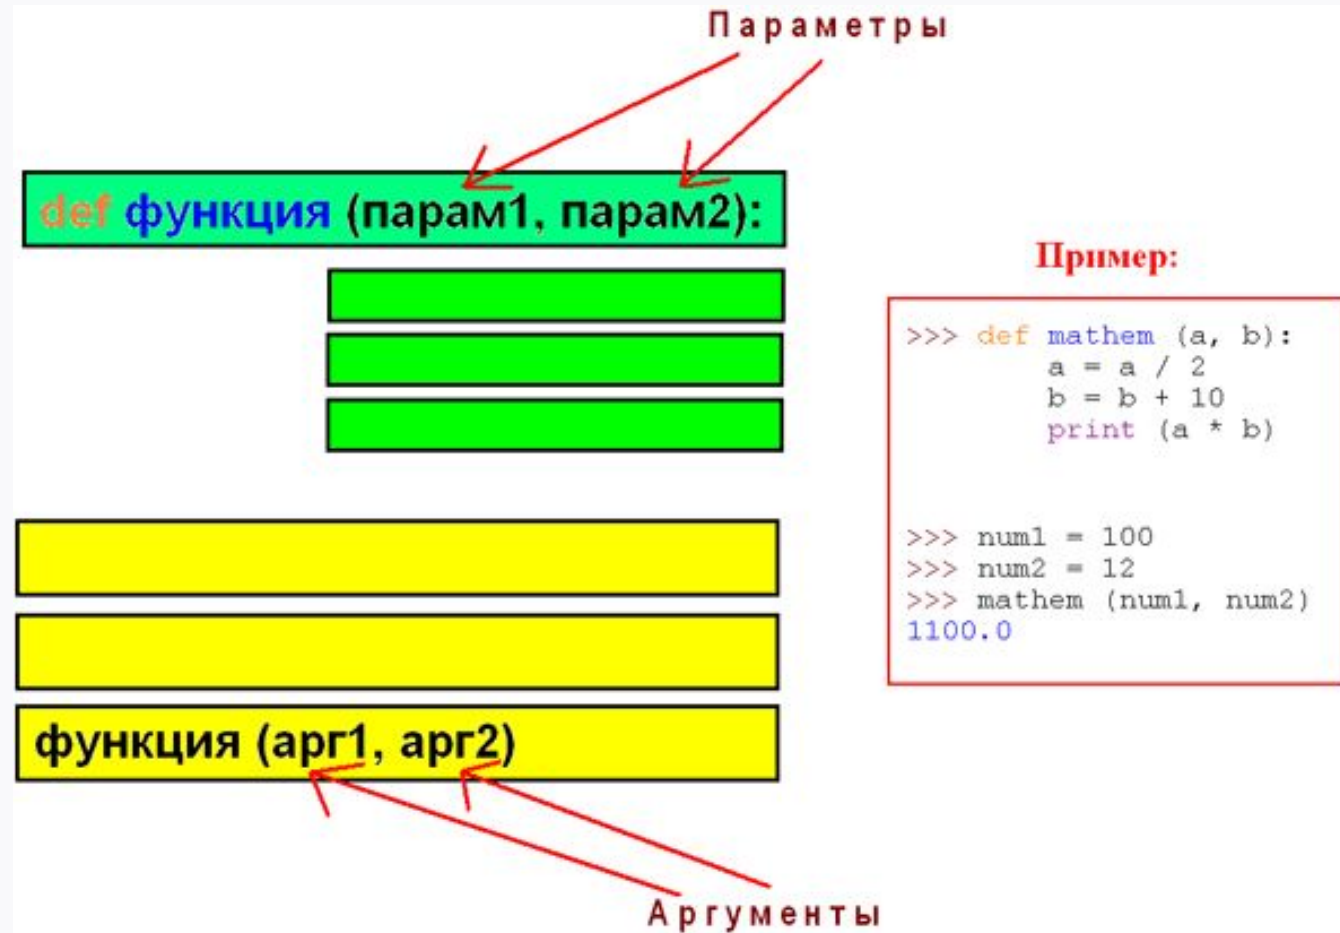 Параметры
def функция (парам1, парам2):
функция (арг1, арг2)
Аргументы
Пример:
>>> def mathem (a, b):
a = a / 2
b = b + 10
print (a * b)
>>> num1 = 100
>>> num2 = 12
>>> mathem (num1, num2)
1100.0